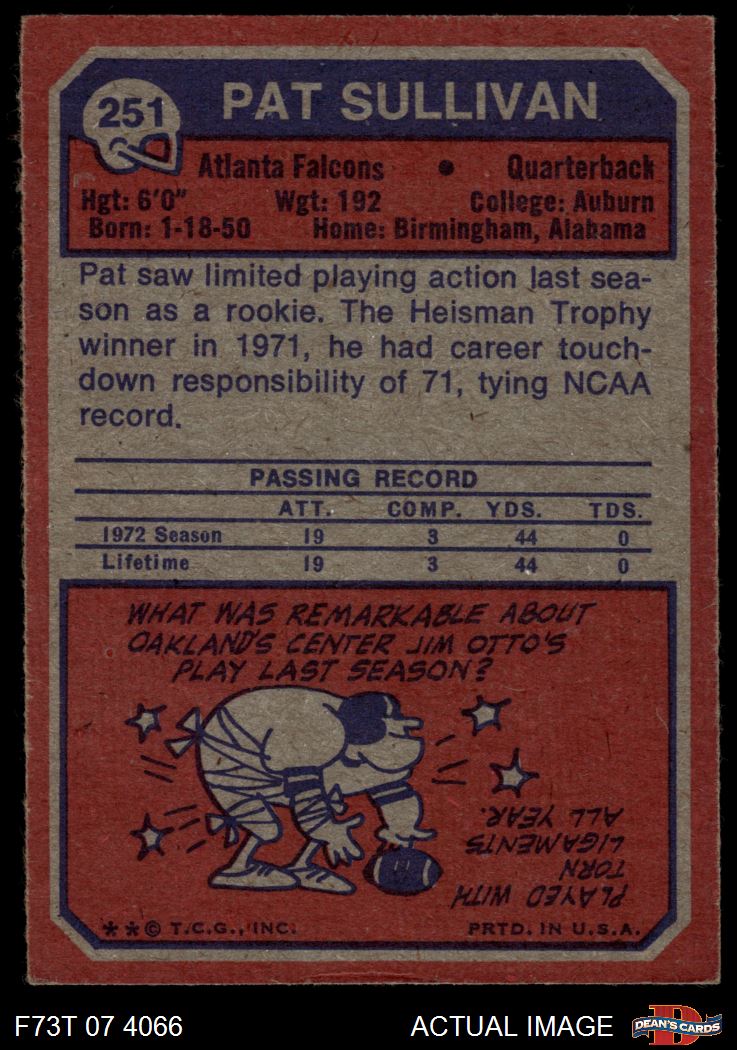 251 PAT SULLIVAN
Atlanta Falcons • Quarterback
Hgt: 6'0" Wgt: 192 College: Auburn
Born: 1-18-50 Home: Birmingham, Alabama
Pat saw limited playing action last sea-
son as a rookie. The Heisman Trophy
winner in 1971, he had career touch-
down responsibility of 71, tying NCAA
record.
PASSING RECORD
ATT. COMP. YDS. TDS.
1972 Season 19 3 44 0
Lifetime 19 3 44 0
WHAT WAS REMARKABLE ABOUT
OAKLAND'S CENTER JIM OTTO'S
PLAY LAST SEASON?
PLAYED WITH
TORN
LIGAMENTS
ALL YEAR.
**© T.C.G., INC. PRTD. IN U.S.A.
F73T 07 4066 ACTUAL IMAGE D DEAN'S CARDS